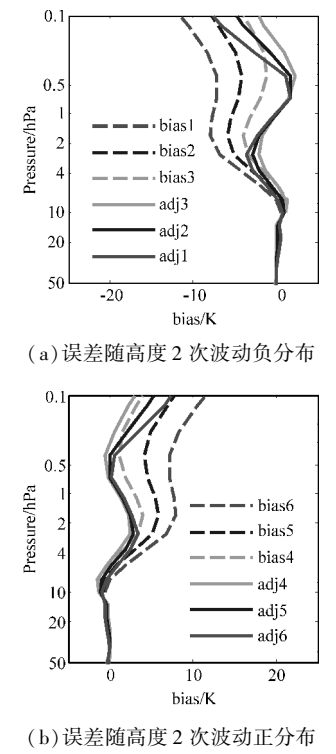 0.1
0.5
1
2
4
10
20
50
Pressure/hPa
bias1
bias2
bias3
adj3
adj2
adj1
-20 -10 0
bias/K
(a)误差随高度2次波动负分布
0.1
0.5
1
2
4
10
20
50
Pressure/hPa
bias6
bias5
bias4
adj4
adj5
adj6
0 10 20
bias/K
(b)误差随高度2次波动正分布